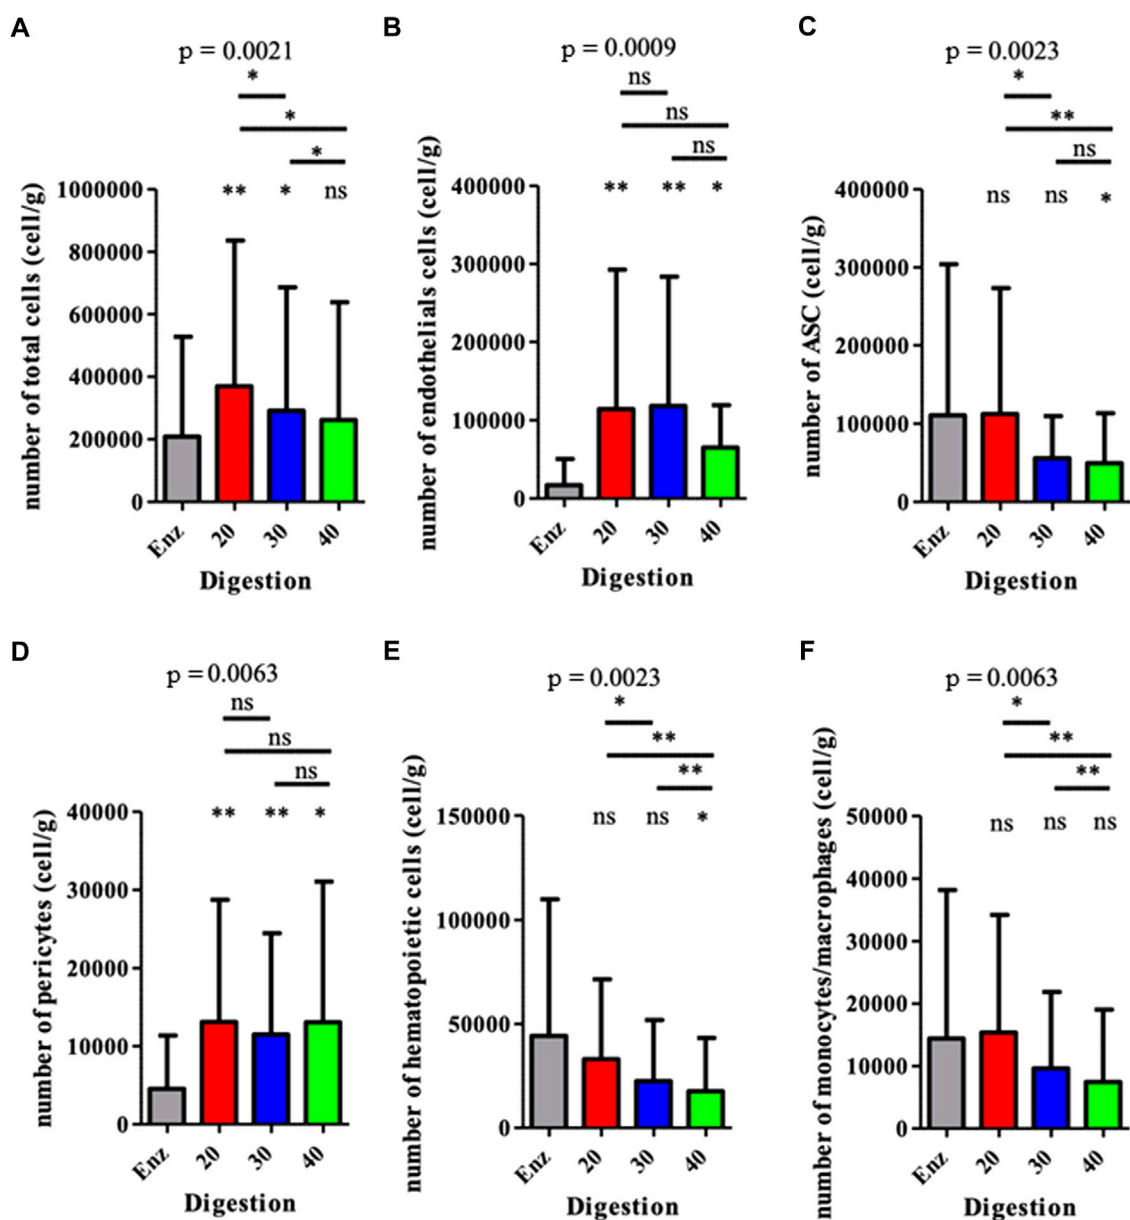 A
p = 0.0021
*
*
*
** * ns
1000000
800000
600000
400000
200000
0
number of total cells (cell/g)
Enz 20 30 40
Digestion
B
p = 0.0009
ns
ns
ns
** ** *
400000
300000
200000
100000
0
number of endothelials cells (cell/g)
Enz 20 30 40
Digestion
C
p = 0.0023
*
**
ns
ns ns *
400000
300000
200000
100000
0
number of ASC (cell/g)
Enz 20 30 40
Digestion
D
p = 0.0063
ns
ns
ns
** ** *
40000
30000
20000
10000
0
number of pericytes (cell/g)
Enz 20 30 40
Digestion
E
p = 0.0023
*
**
**
ns ns *
150000
100000
50000
0
number of hematopoietic cells (cell/g)
Enz 20 30 40
Digestion
F
p = 0.0063
*
**
**
ns ns ns
50000
40000
30000
20000
10000
0
number of monocytes/macrophages (cell/g)
Enz 20 30 40
Digestion